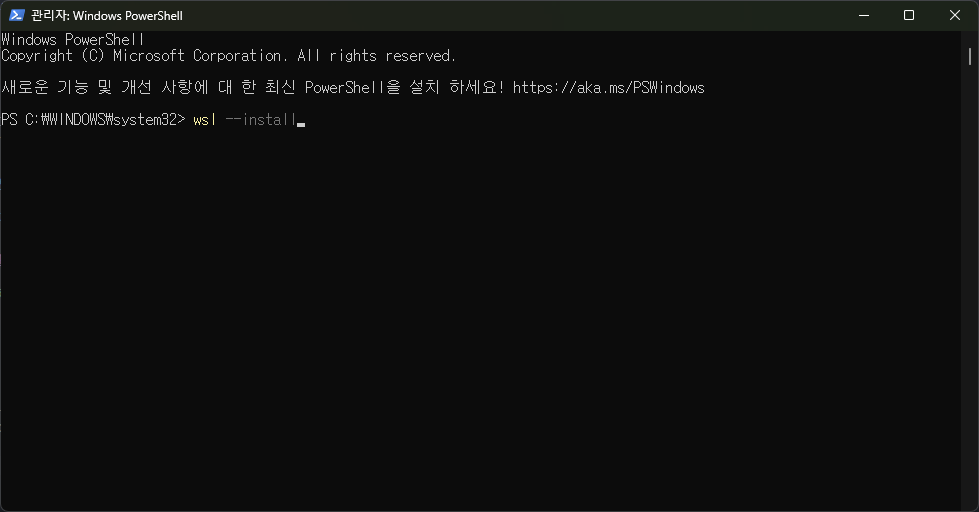 관리자: Windows PowerShell
Windows PowerShell
Copyright (C) Microsoft Corporation. All rights reserved.
새로운 기능 및 개선 사항에 대 한 최신 PowerShell을 설치 하세요! https://aka.ms/PSWindows
PS C:₩WINDOWS₩system32> wsl --install